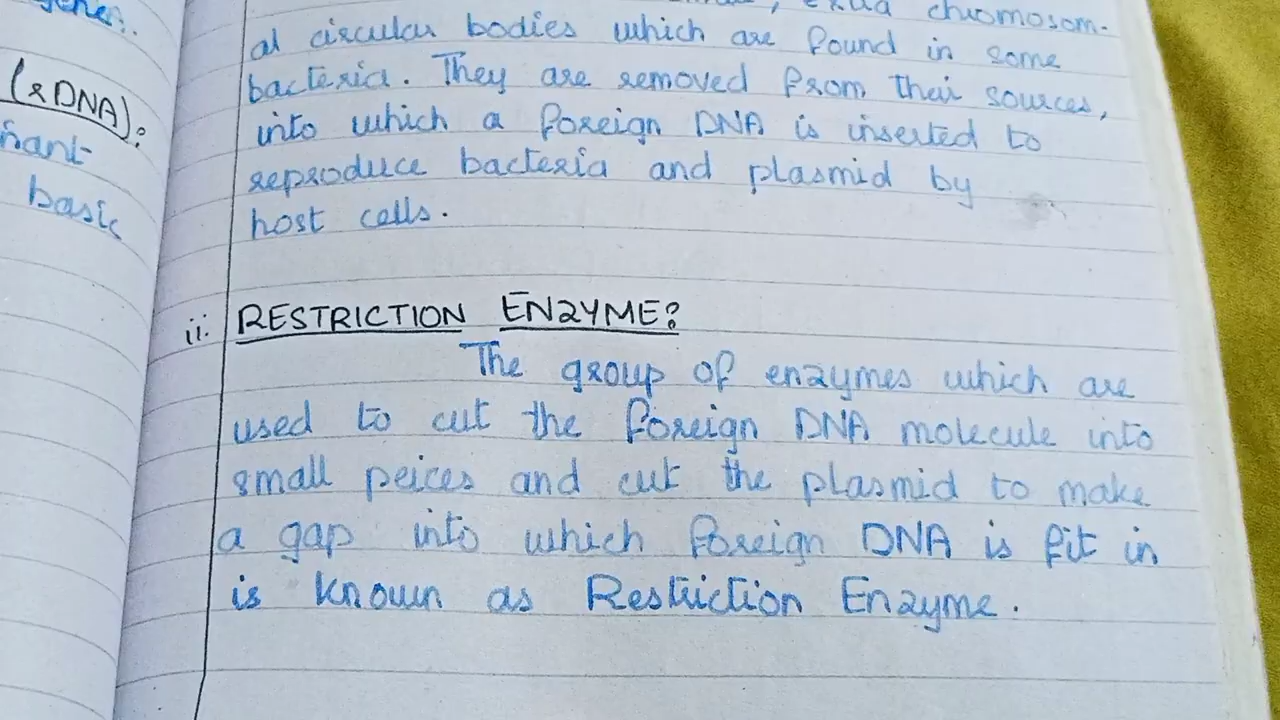 (rDNA):
basic
chromosom-
al circular bodies which are found in some
bacteria. They are removed from their sources,
into which a foreign DNA is inserted to
reproduce bacteria and plasmid by
host cells.
ii. RESTRICTION ENZYME:
The group of enzymes which are
used to cut the foreign DNA molecule into
small peices and cut the plasmid to make
a gap into which foreign DNA is fit in
is known as Restriction Enzyme.